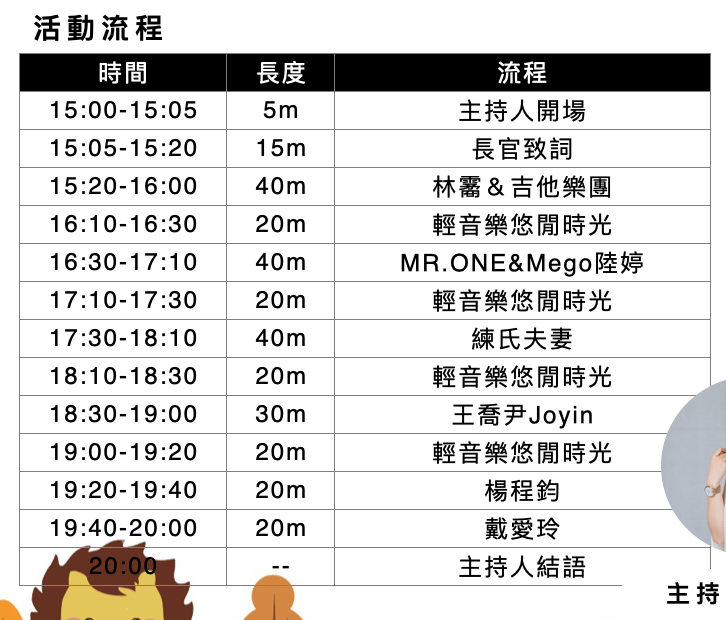 活動流程
時間 長度 流程
15:00-15:05 5m 主持人開場
15:05-15:20 15m 長官致詞
15:20-16:00 40m 林霱＆吉他樂團
16:10-16:30 20m 輕音樂悠閒時光
16:30-17:10 40m MR.ONE&Mego陸婷
17:10-17:30 20m 輕音樂悠閒時光
17:30-18:10 40m 練氏夫妻
18:10-18:30 20m 輕音樂悠閒時光
18:30-19:00 30m 王喬尹Joyin
19:00-19:20 20m 輕音樂悠閒時光
19:20-19:40 20m 楊程鈞
19:40-20:00 20m 戴愛玲
20:00 -- 主持人結語
主持